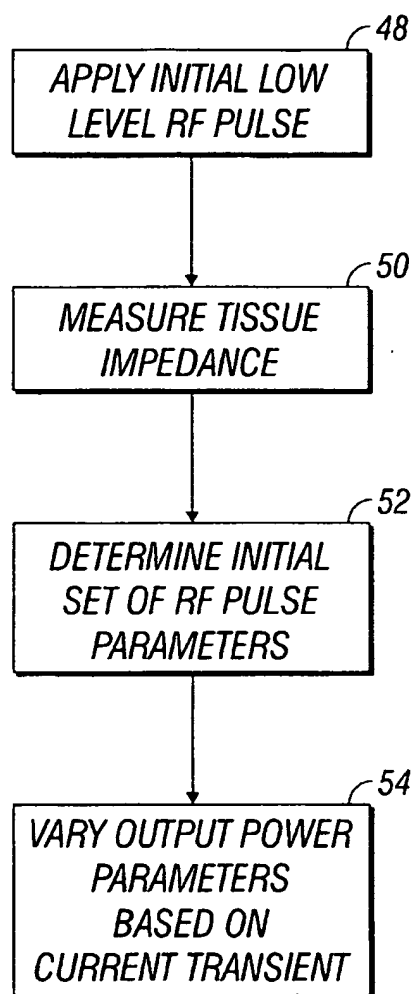 48
APPLY INITIAL LOW
LEVEL RF PULSE
50
MEASURE TISSUE
IMPEDANCE
52
DETERMINE INITIAL
SET OF RF PULSE
PARAMETERS
54
VARY OUTPUT POWER
PARAMETERS
BASED ON
CURRENT TRANSIENT